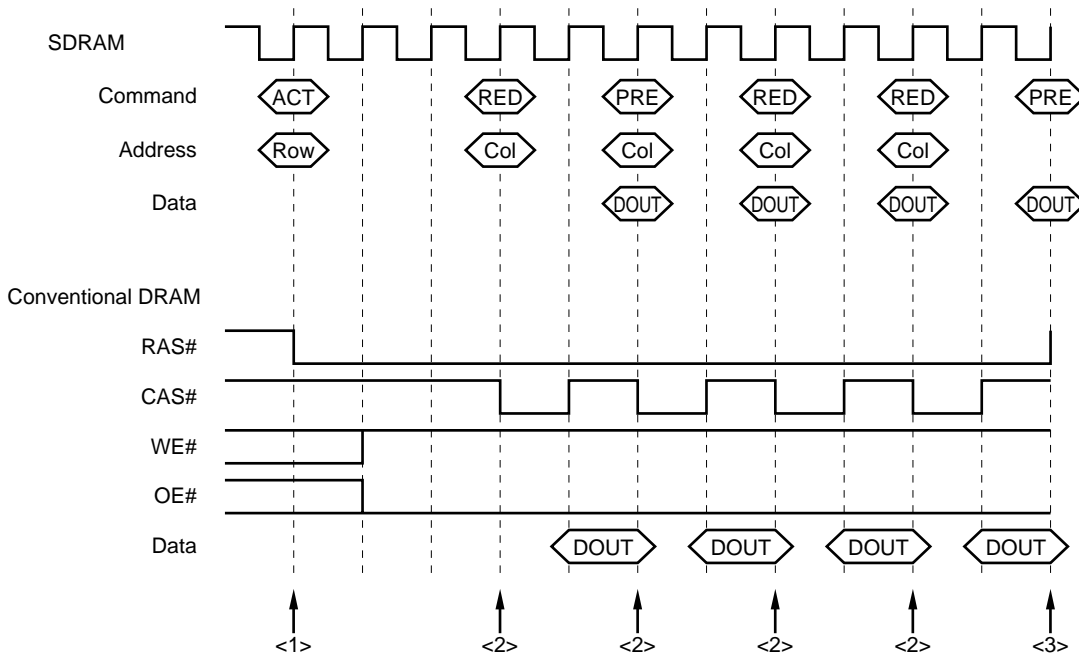 SDRAM
Command ACT RED PRE RED RED PRE
Address Row Col Col Col Col
Data DOUT DOUT DOUT DOUT
Conventional DRAM
RAS#
CAS#
WE#
OE#
Data DOUT DOUT DOUT DOUT
<1> <2> <2> <2> <2> <3>